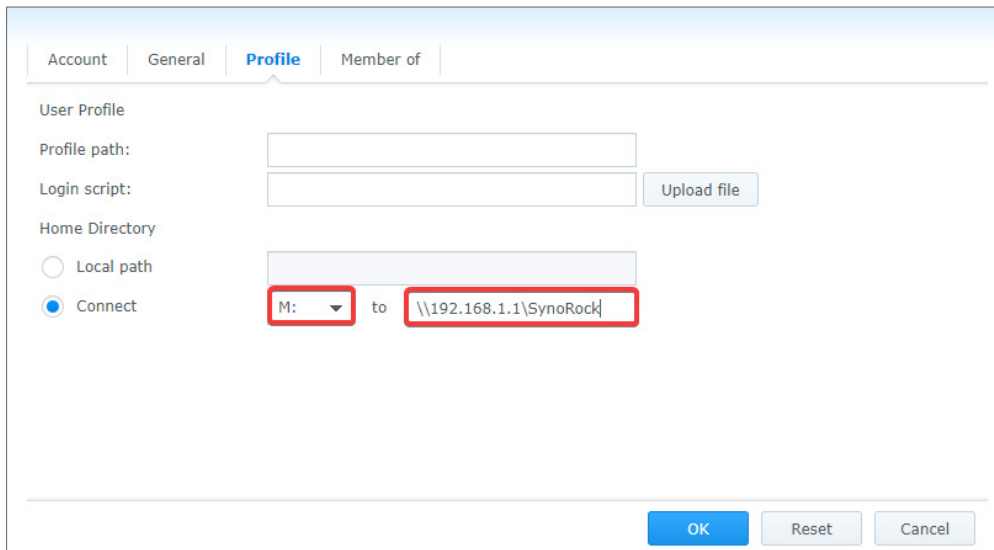 Account General Profile Member of
User Profile
Profile path:
Login script: Upload file
Home Directory
Local path
Connect M: to \\192.168.1.1\SynoRock
OK Reset Cancel